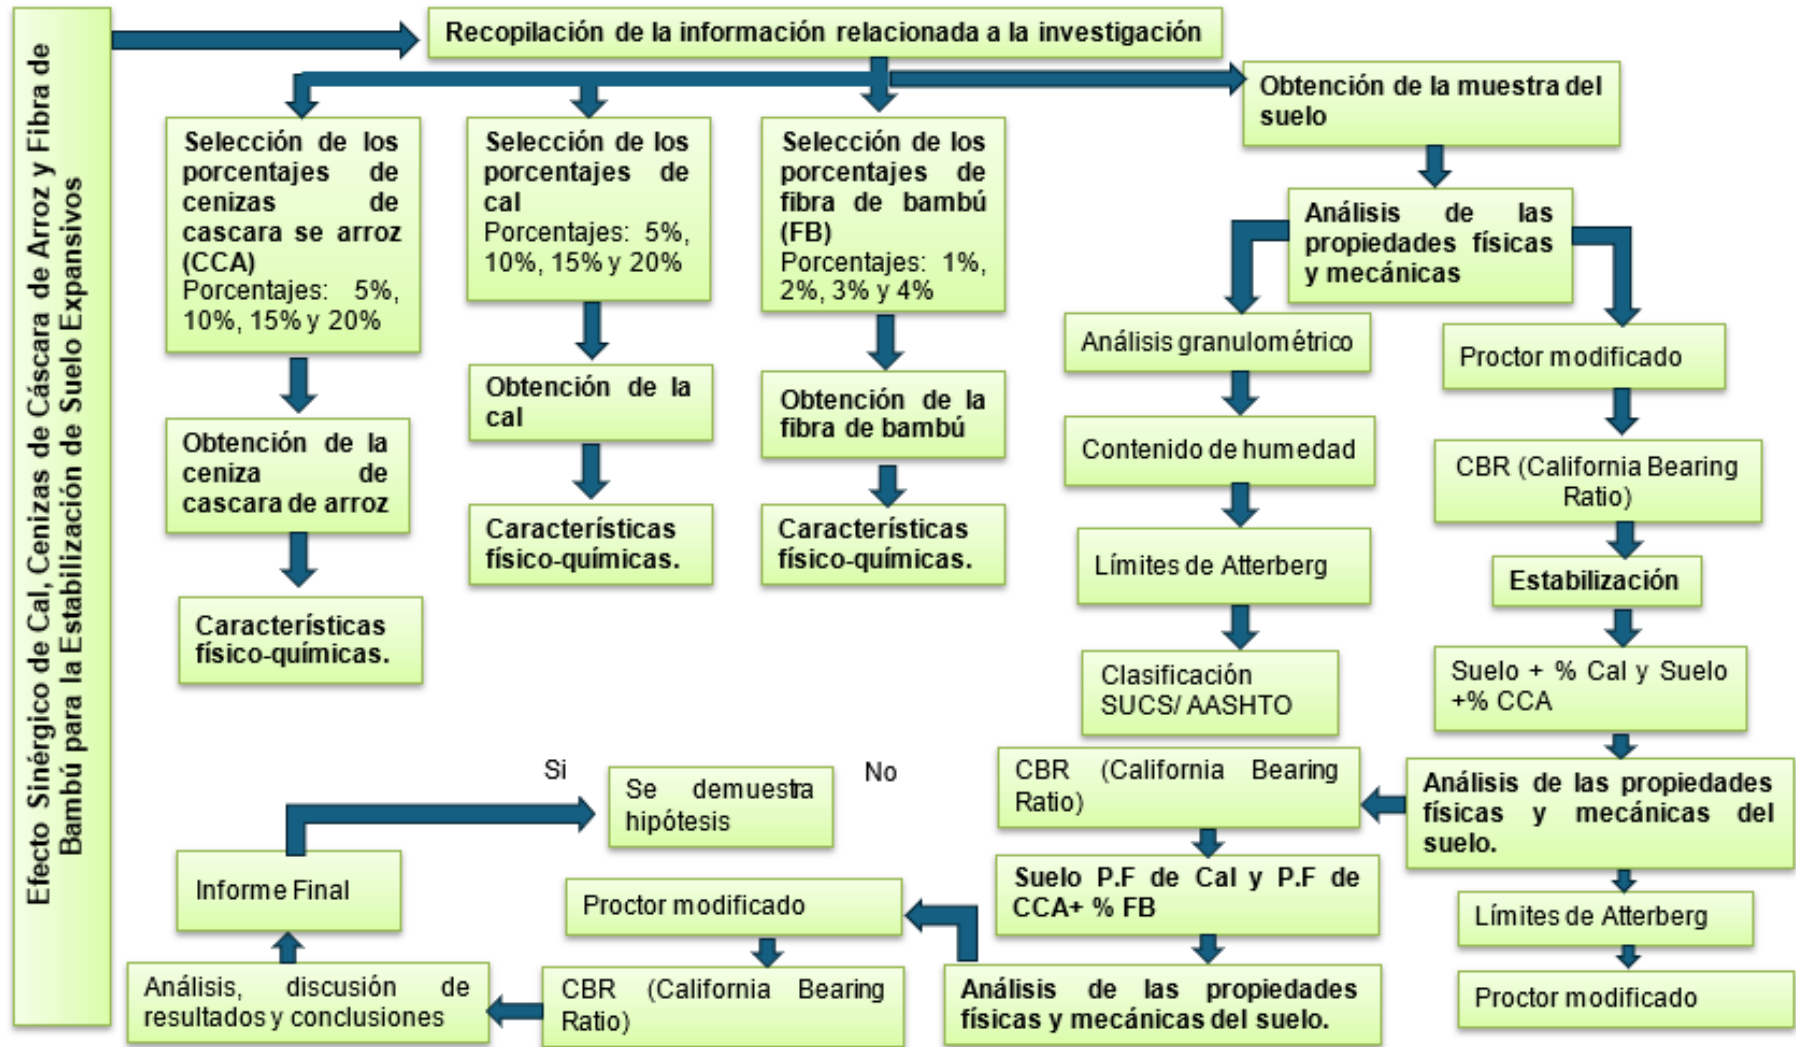 Efecto Sinérgico de Cal, Cenizas de Cáscara de Arroz y Fibra de
Bambú para la Estabilización de Suelo Expansivos
Recopilación de la información relacionada a la investigación
Selección de los
porcentajes de
cenizas de
cascara se arroz
(CCA)
Porcentajes: 5%,
10%, 15% y 20%
Obtención de la
ceniza de
cascara de arroz
Características
físico-químicas.
Selección de los
porcentajes de
cal
Porcentajes: 5%,
10%, 15% y 20%
Obtención de la
cal
Características
físico-químicas.
Selección de los
porcentajes de
fibra de bambú
(FB)
Porcentajes: 1%,
2%, 3% y 4%
Obtención de la
fibra de bambú
Características
físico-químicas.
Obtención de la muestra del
suelo
Análisis de las
propiedades físicas
y mecánicas
Análisis granulométrico
Contenido de humedad
Límites de Atterberg
Clasificación
SUCS/ AASHTO
Proctor modificado
CBR (California Bearing
Ratio)
Estabilización
Suelo + % Cal y Suelo
+% CCA
Análisis de las propiedades
físicas y mecánicas del
suelo.
Límites de Atterberg
Proctor modificado
CBR (California Bearing
Ratio)
Suelo P.F de Cal y P.F de
CCA+ % FB
Análisis de las propiedades
físicas y mecánicas del suelo.
Proctor modificado
CBR (California Bearing
Ratio)
Análisis, discusión de
resultados y conclusiones
Informe Final
Si
Se demuestra
hipótesis
No